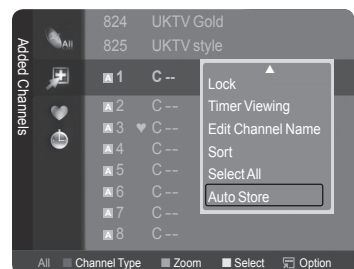 Added Channels
All
824 UKTV Gold
825 UKTV style
A 1 C --
A 2 C --
A 3 ♥ C --
A 4 C --
A 5 C --
A 6 C --
A 7 C --
A 8 C --
▲
Lock
Timer Viewing
Edit Channel Name
Sort
Select All
Auto Store
All Channel Type Zoom Select Option